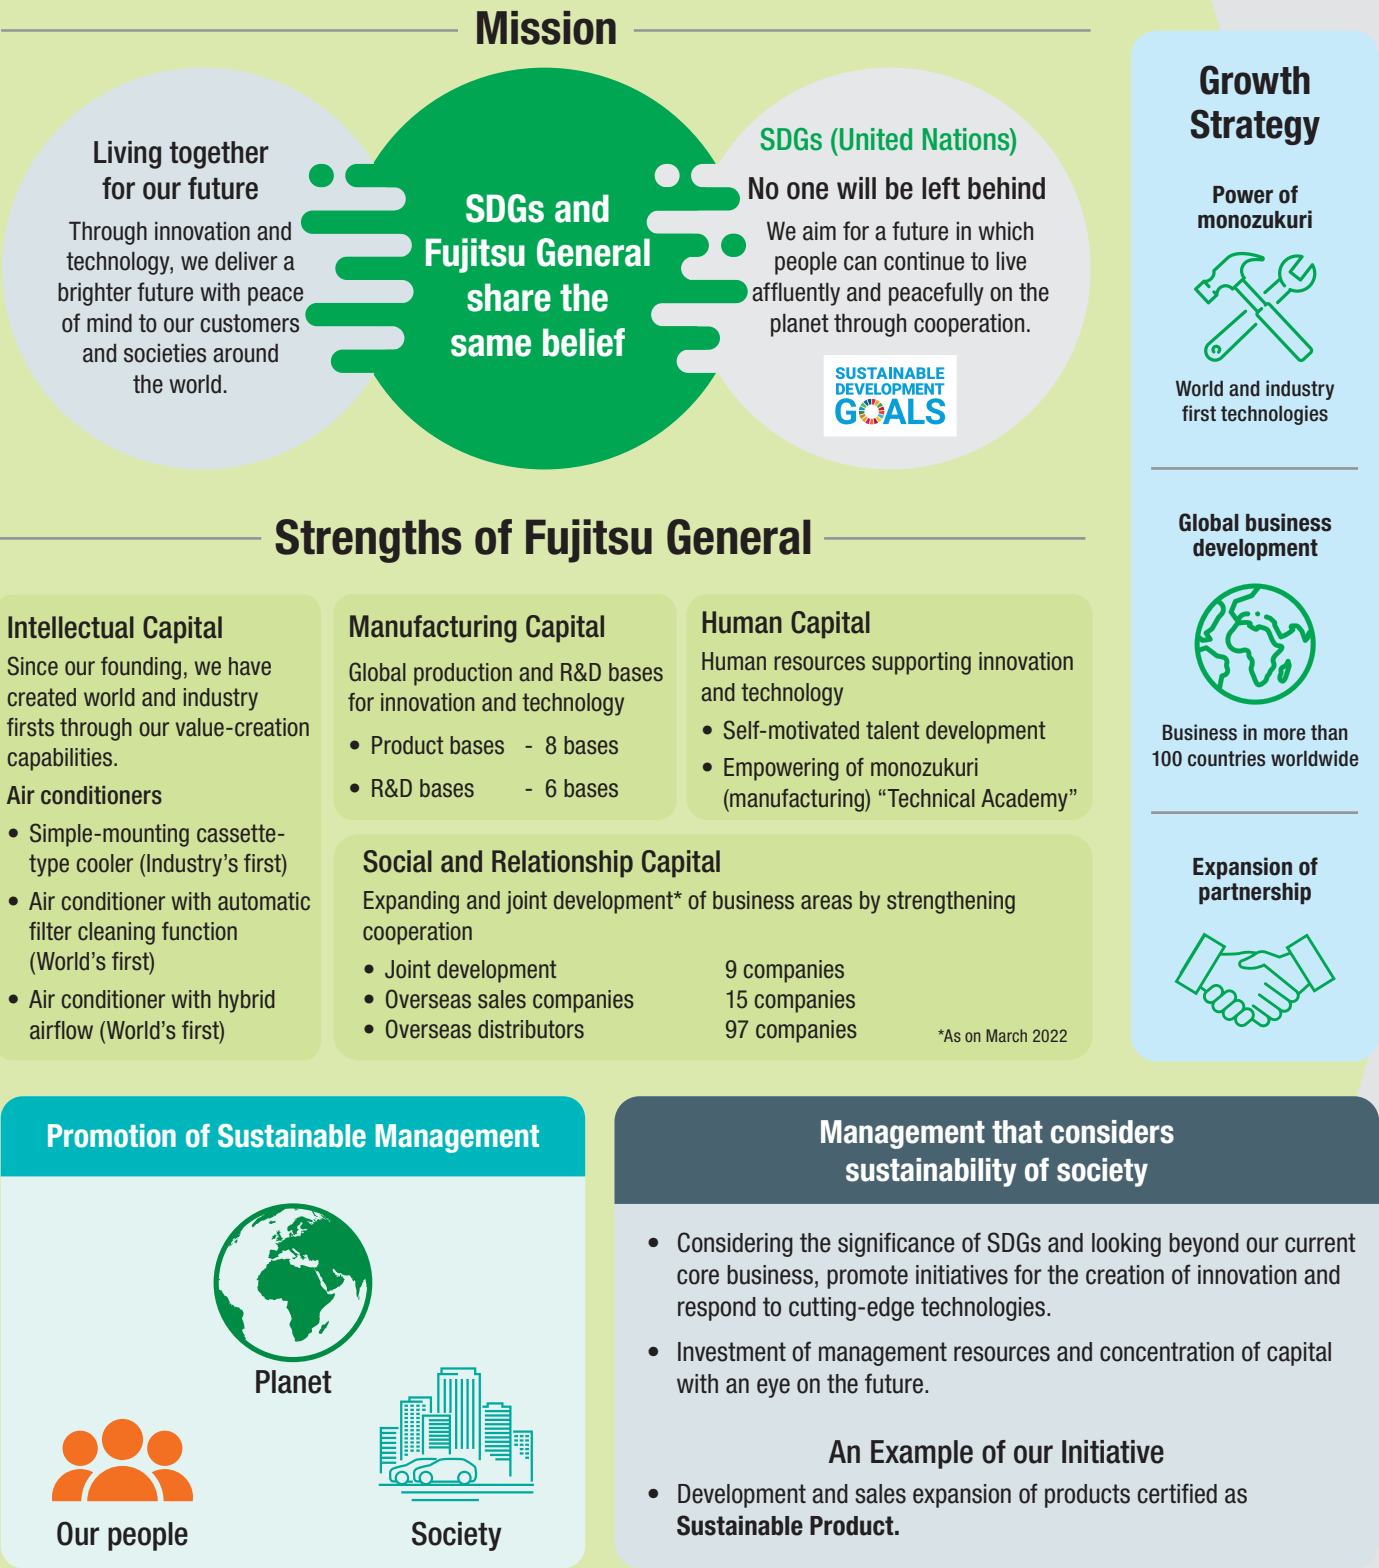 Mission
Living together
for our future
Through innovation and
technology, we deliver a
brighter future with peace
of mind to our customers
and societies around
the world.
SDGs and
Fujitsu General
share the
same belief
SDGs (United Nations)
No one will be left behind
We aim for a future in which
people can continue to live
affluently and peacefully on the
planet through cooperation.
SUSTAINABLE
DEVELOPMENT
GOALS
Growth
Strategy
Power of
monozukuri
World and industry
first technologies
Global business
development
Business in more than
100 countries worldwide
Expansion of
partnership
Strengths of Fujitsu General
Intellectual Capital
Since our founding, we have
created world and industry
firsts through our value-creation
capabilities.
Air conditioners
• Simple-mounting cassette-
type cooler (Industry's first)
• Air conditioner with automatic
filter cleaning function
(World's first)
• Air conditioner with hybrid
airflow (World's first)
Manufacturing Capital
Global production and R&D bases
for innovation and technology
• Product bases - 8 bases
• R&D bases - 6 bases
Human Capital
Human resources supporting innovation
and technology
• Self-motivated talent development
• Empowering of monozukuri
(manufacturing) “Technical Academy”
Social and Relationship Capital
Expanding and joint development* of business areas by strengthening
cooperation
• Joint development 9 companies
• Overseas sales companies 15 companies
• Overseas distributors 97 companies
*As on March 2022
Promotion of Sustainable Management
Planet
Our people
Society
Management that considers
sustainability of society
• Considering the significance of SDGs and looking beyond our current
core business, promote initiatives for the creation of innovation and
respond to cutting-edge technologies.
• Investment of management resources and concentration of capital
with an eye on the future.
An Example of our Initiative
• Development and sales expansion of products certified as
Sustainable Product.